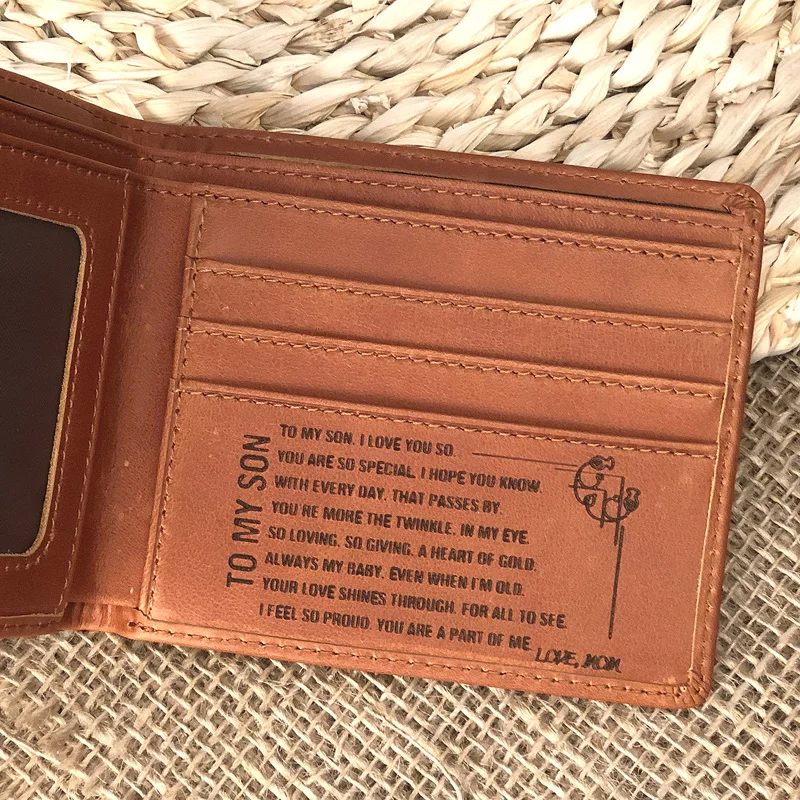 TO MY SON
TO MY SON. I LOVE YOU SO.
YOU ARE SO SPECIAL. I HOPE YOU KNOW.
WITH EVERY DAY. THAT PASSES BY.
YOU'RE MORE THE TWINKLE. IN MY EYE.
SO LOVING. SO GIVING. A HEART OF GOLD.
ALWAYS MY BABY. EVEN WHEN I'M OLD.
YOUR LOVE SHINES THROUGH. FOR ALL TO SEE.
I FEEL SO PROUD. YOU ARE A PART OF ME.
LOVE, MOM